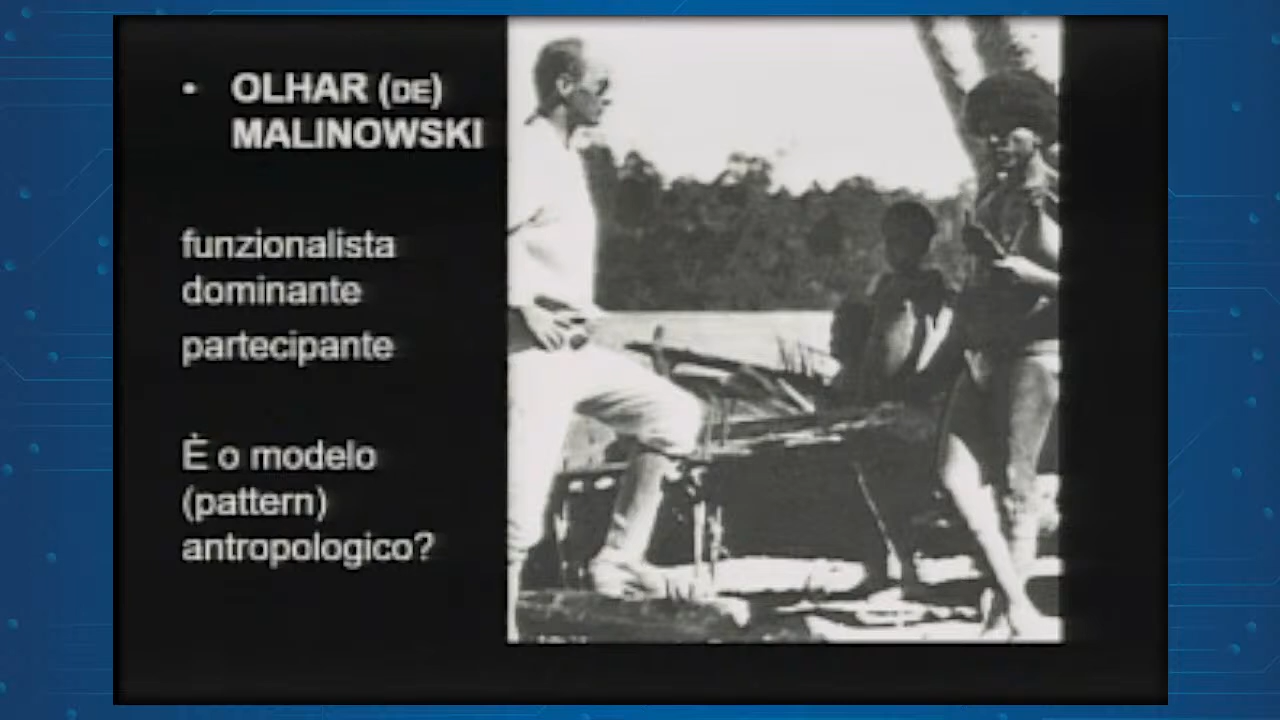 • OLHAR (DE)
MALINOWSKI
funzionalista
dominante
partecipante
È o modelo
(pattern)
antropologico?